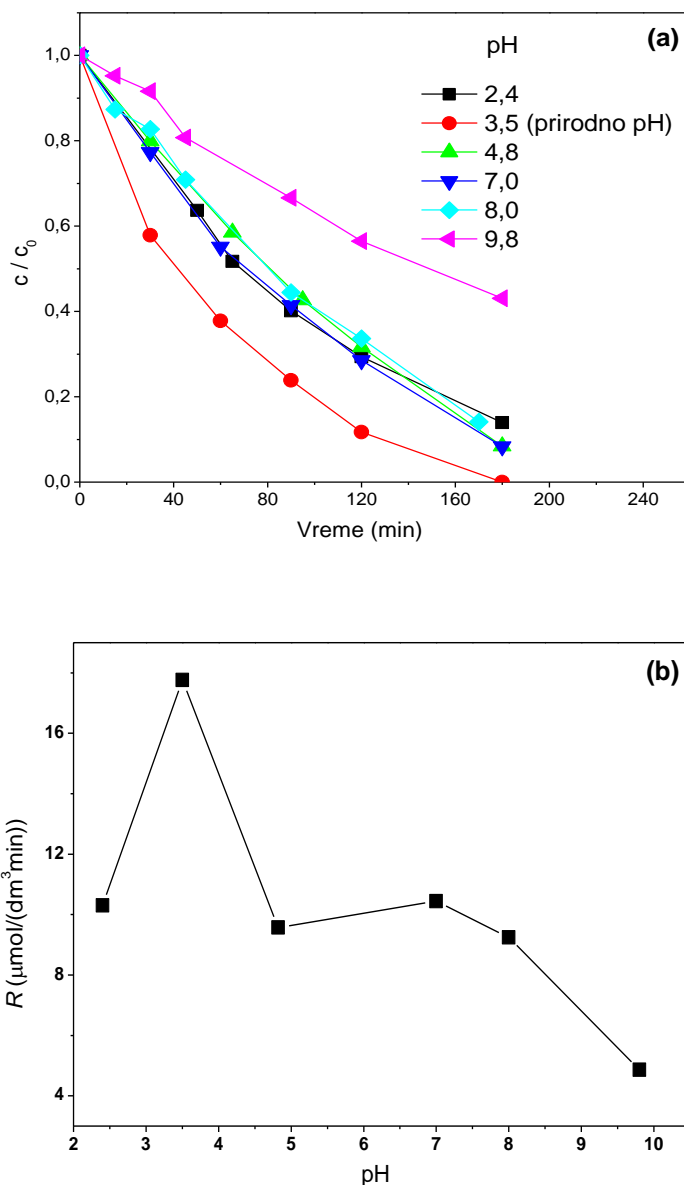 (a)
pH
2,4
3,5 (prirodno pH)
4,8
7,0
8,0
9,8
1,0
0,8
0,6
0,4
0,2
0,0
c / c0
0 40 80 120 160 200 240
Vreme (min)
(b)
16
12
8
4
R (μmol/(dm³min))
2 3 4 5 6 7 8 9 10
pH